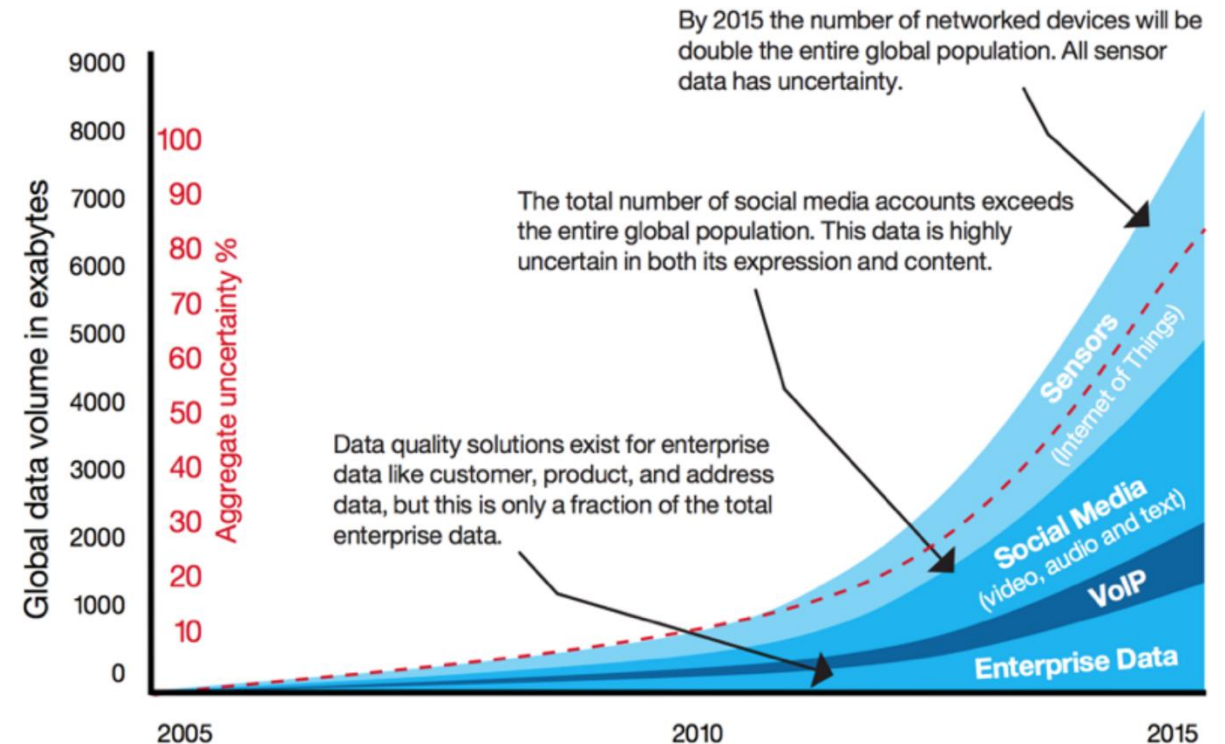 By 2015 the number of networked devices will be
double the entire global population. All sensor
data has uncertainty.
The total number of social media accounts exceeds
the entire global population. This data is highly
uncertain in both its expression and content.
Data quality solutions exist for enterprise
data like customer, product, and address
data, but this is only a fraction of the total
enterprise data.
Global data volume in exabytes
9000
8000
7000
6000
5000
4000
3000
2000
1000
0
Aggregate uncertainty %
100
90
80
70
60
50
40
30
20
10
Sensors
(Internet of Things)
Social Media
(video, audio and text)
VoIP
Enterprise Data
2005
2010
2015